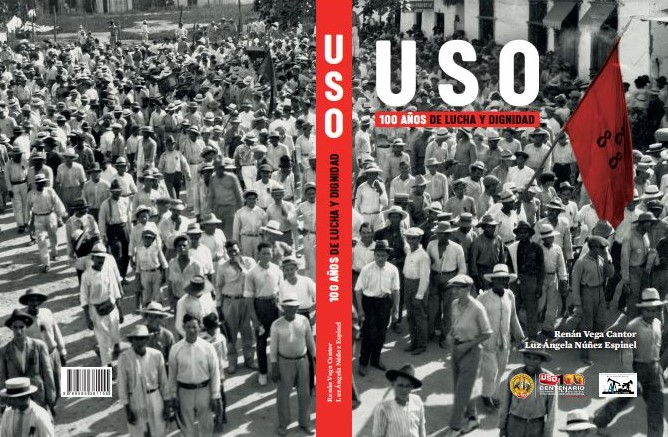 USO
100 AÑOS DE LUCHA Y DIGNIDAD
Renán Vega Cantor
Luz Ángela Núñez Espinel
USO
100 AÑOS DE LUCHA Y DIGNIDAD
Renán Vega Cantor
Luz Ángela Núñez Espinel
USO
CENTENARIO